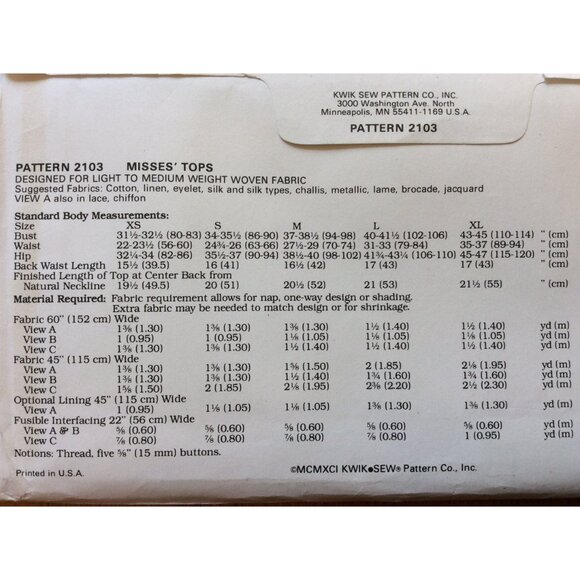 KWIK SEW PATTERN CO., INC.
3000 Washington Ave. North
Minneapolis, MN 55411-1169 U.S.A.
PATTERN 2103
PATTERN 2103 MISSES' TOPS
DESIGNED FOR LIGHT TO MEDIUM WEIGHT WOVEN FABRIC
Suggested Fabrics: Cotton, linen, eyelet, silk and silk types, challis, metallic, lame, brocade, jacquard
VIEW A also in lace, chiffon
Standard Body Measurements:
Size XS S M L XL
Bust 31½-32½ (80-83) 34-35½ (86-90) 37-38½ (94-98) 40-41½ (102-106) 43-45 (110-114) " (cm)
Waist 22-23½ (56-60) 24¾-26 (63-66) 27½-29 (70-74) 31-33 (79-84) 35-37 (89-94) " (cm)
Hip 32¼-34 (82-86) 35½-37 (90-94) 38½-40 (98-102) 41¾-43¼ (106-110) 45-47 (115-120) " (cm)
Back Waist Length 15½ (39.5) 16 (41) 16½ (42) 17 (43) 17 (43) " (cm)
Finished Length of Top at Center Back from
Natural Neckline 19½ (49.5) 20 (51) 20½ (52) 21 (53) 21½ (55) " (cm)
Material Required: Fabric requirement allows for nap, one-way design or shading.
Extra fabric may be needed to match design or for shrinkage.
Fabric 60" (152 cm) Wide
View A 1⅜ (1.30) 1⅜ (1.30) 1⅜ (1.30) 1½ (1.40) 1½ (1.40) yd (m)
View B 1 (0.95) 1 (0.95) 1⅛ (1.05) 1⅛ (1.05) 1⅛ (1.05) yd (m)
View C 1⅜ (1.30) 1⅜ (1.30) 1½ (1.40) 1½ (1.40) 1½ (1.40) yd (m)
Fabric 45" (115 cm) Wide
View A 1⅜ (1.30) 1⅜ (1.30) 1⅝ (1.50) 2 (1.85) 2⅛ (1.95) yd (m)
View B 1⅜ (1.30) 1⅜ (1.30) 1½ (1.40) 1¾ (1.60) 1¾ (1.60) yd (m)
View C 1⅝ (1.50) 2 (1.85) 2⅛ (1.95) 2⅜ (2.20) 2½ (2.30) yd (m)
Optional Lining 45" (115 cm) Wide
View A 1 (0.95) 1⅛ (1.05) 1⅛ (1.05) 1⅜ (1.30) 1⅜ (1.30) yd (m)
Fusible Interfacing 22" (56 cm) Wide
View A & B ⅝ (0.60) ⅝ (0.60) ⅝ (0.60) ⅝ (0.60) ⅝ (0.60) yd (m)
View C ⅞ (0.80) ⅞ (0.80) ⅞ (0.80) ⅞ (0.80) 1 (0.95) yd (m)
Notions: Thread, five ⅝" (15 mm) buttons.
Printed in U.S.A. ©MCMXCI KWIK•SEW® Pattern Co., Inc.